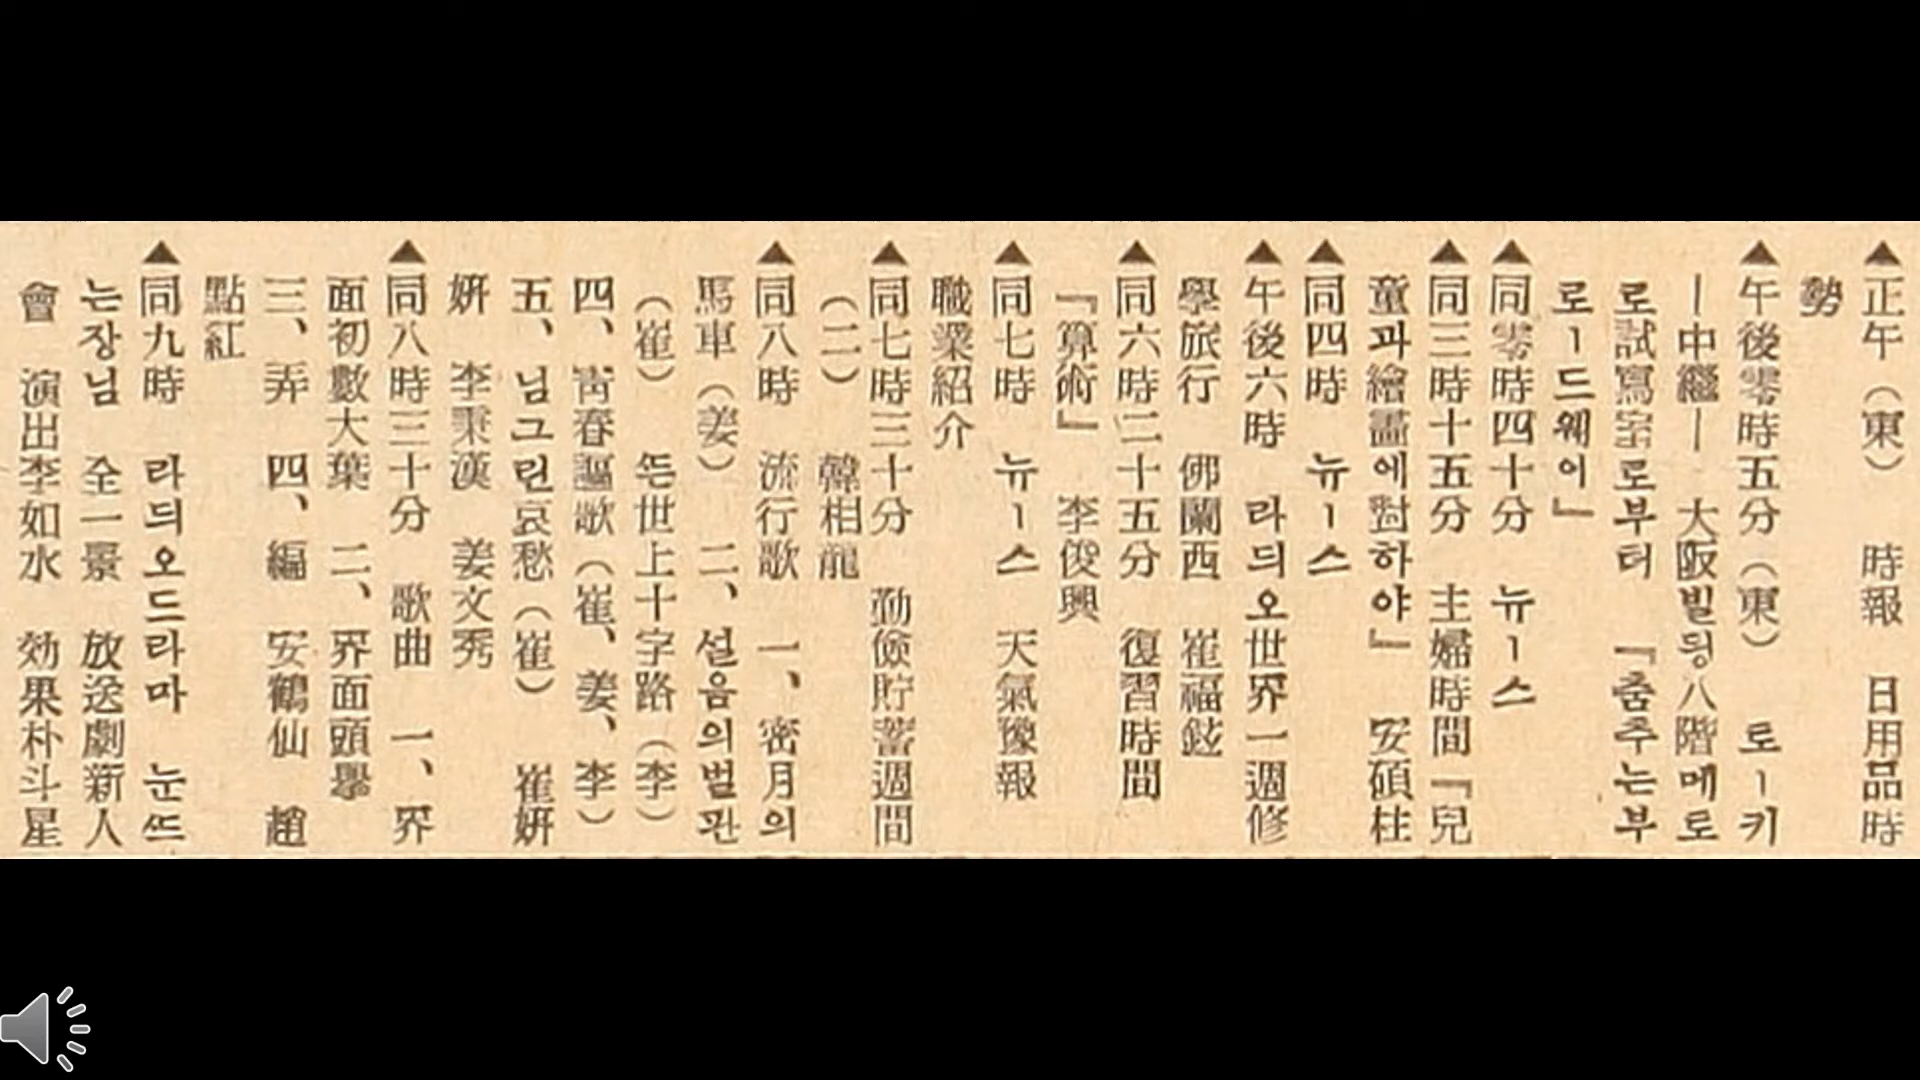 ▲正午（東） 時報 日用品時
勢
▲午後零時五分（東） 토ー키
ー中繼ー 大阪빌딍八階메토
로試寫室로부터 『춤추는부
로ー드웨이』
▲同零時四十分 뉴ー스
▲同三時十五分 主婦時間『兒
童과繪畵에對하야』 安碩柱
▲同四時 뉴ー스
▲午後六時 라듸오世界一週修
學旅行 佛蘭西 崔福鉉
▲同六時二十五分 復習時間
『算術』 李俊興
▲同七時 뉴ー스 天氣豫報
職業紹介
▲同七時三十分 勤儉貯蓄週間
（二） 韓相龍
▲同八時 流行歌 一、密月의
馬車（姜） 二、설음의벌판
（崔） 三世上十字路（李）
四、靑春謳歌（崔、姜、李）
五、님그린哀愁（崔） 崔姸
姸 李秉漢 姜文秀
▲同八時三十分 歌曲 一、界
面初數大葉 二、界面頭擧
三、弄 四、編 安鶴仙 趙
點紅
▲同九時 라듸오드라마 눈ᄯᅳ
는장님 全一景 放送劇新人
會 演出李如水 効果朴斗星